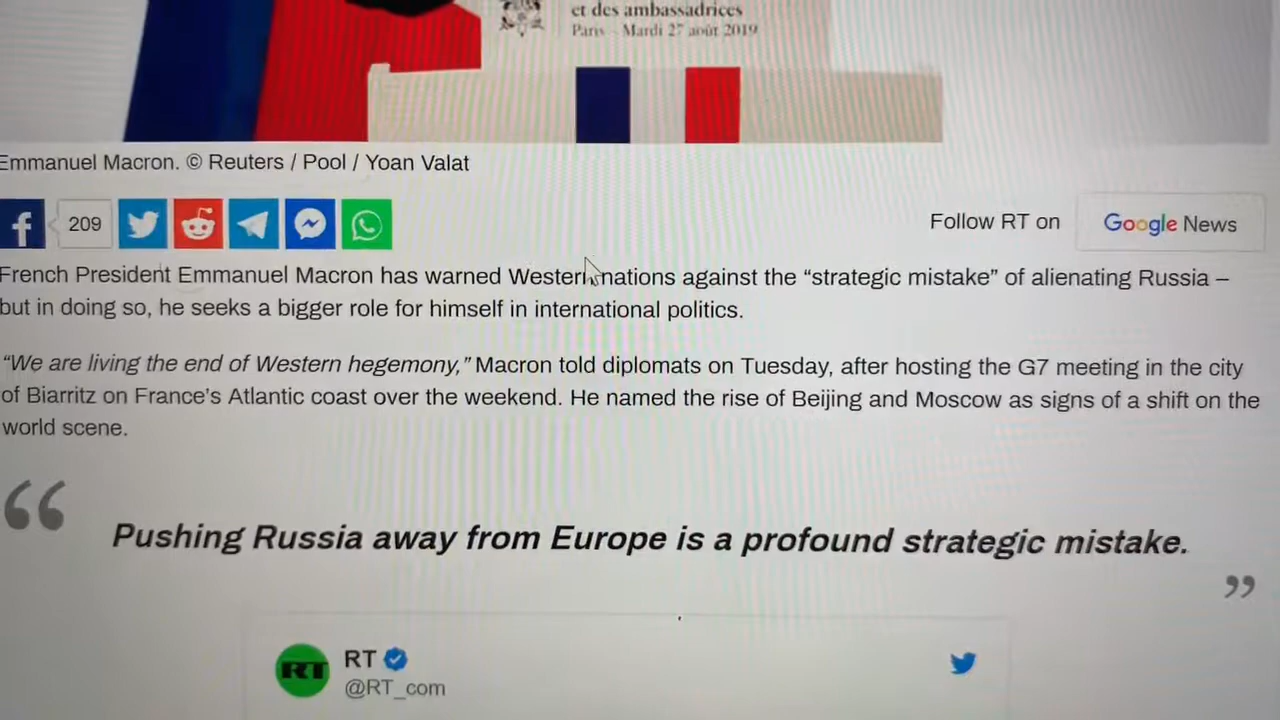 et des ambassadrices
Paris - Mardi 27 août 2019
Emmanuel Macron. © Reuters / Pool / Yoan Valat
209
Follow RT on
Google News
French President Emmanuel Macron has warned Western nations against the “strategic mistake” of alienating Russia –
but in doing so, he seeks a bigger role for himself in international politics.
“We are living the end of Western hegemony,” Macron told diplomats on Tuesday, after hosting the G7 meeting in the city
of Biarritz on France’s Atlantic coast over the weekend. He named the rise of Beijing and Moscow as signs of a shift on the
world scene.
“
Pushing Russia away from Europe is a profound strategic mistake.
”
RT
RT
@RT_com